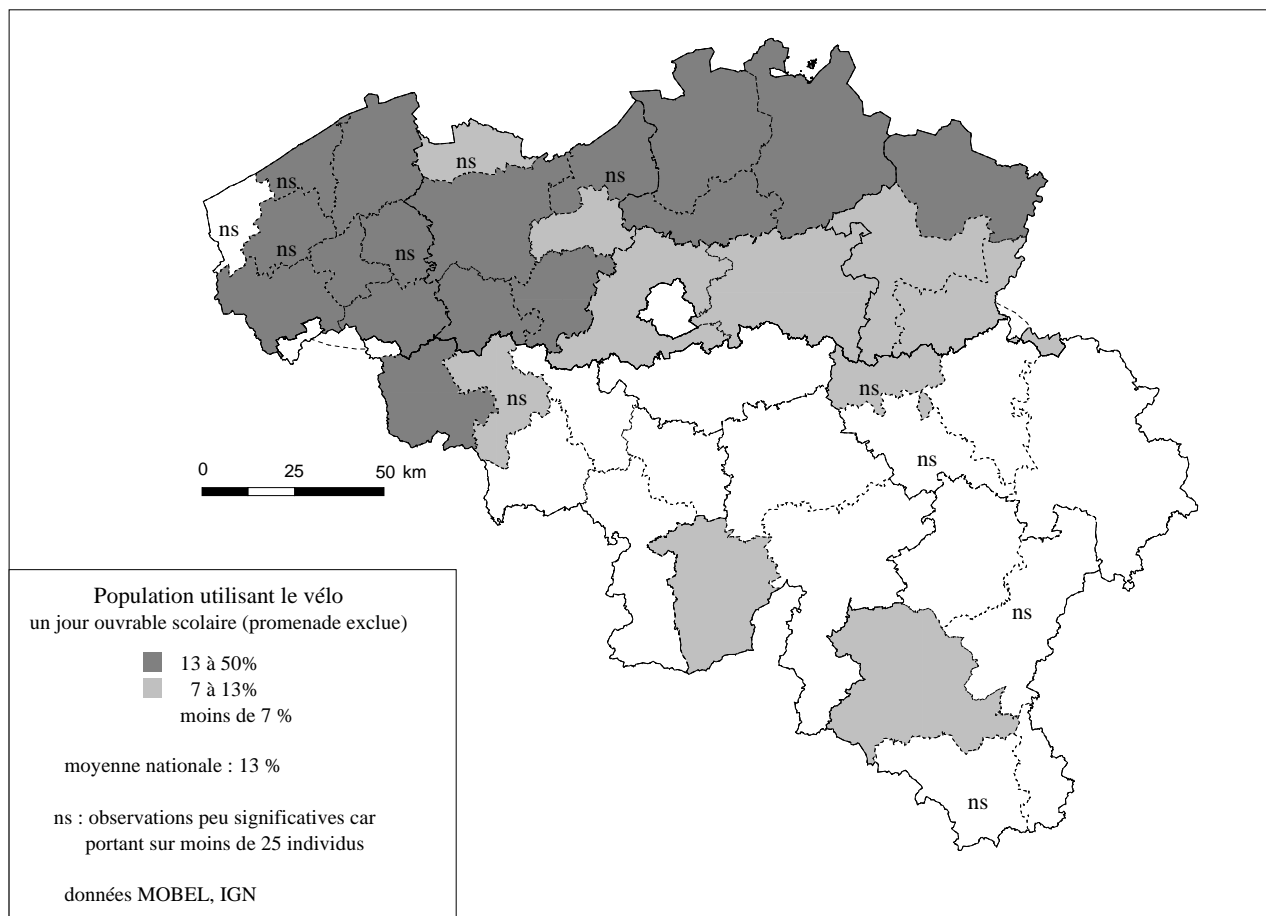 ns
ns
ns
ns
ns
ns
ns
ns
ns
ns
ns
0 25 50 km
Population utilisant le vélo
un jour ouvrable scolaire (promenade exclue)
13 à 50%
7 à 13%
moins de 7 %
moyenne nationale : 13 %
ns : observations peu significatives car
portant sur moins de 25 individus
données MOBEL, IGN